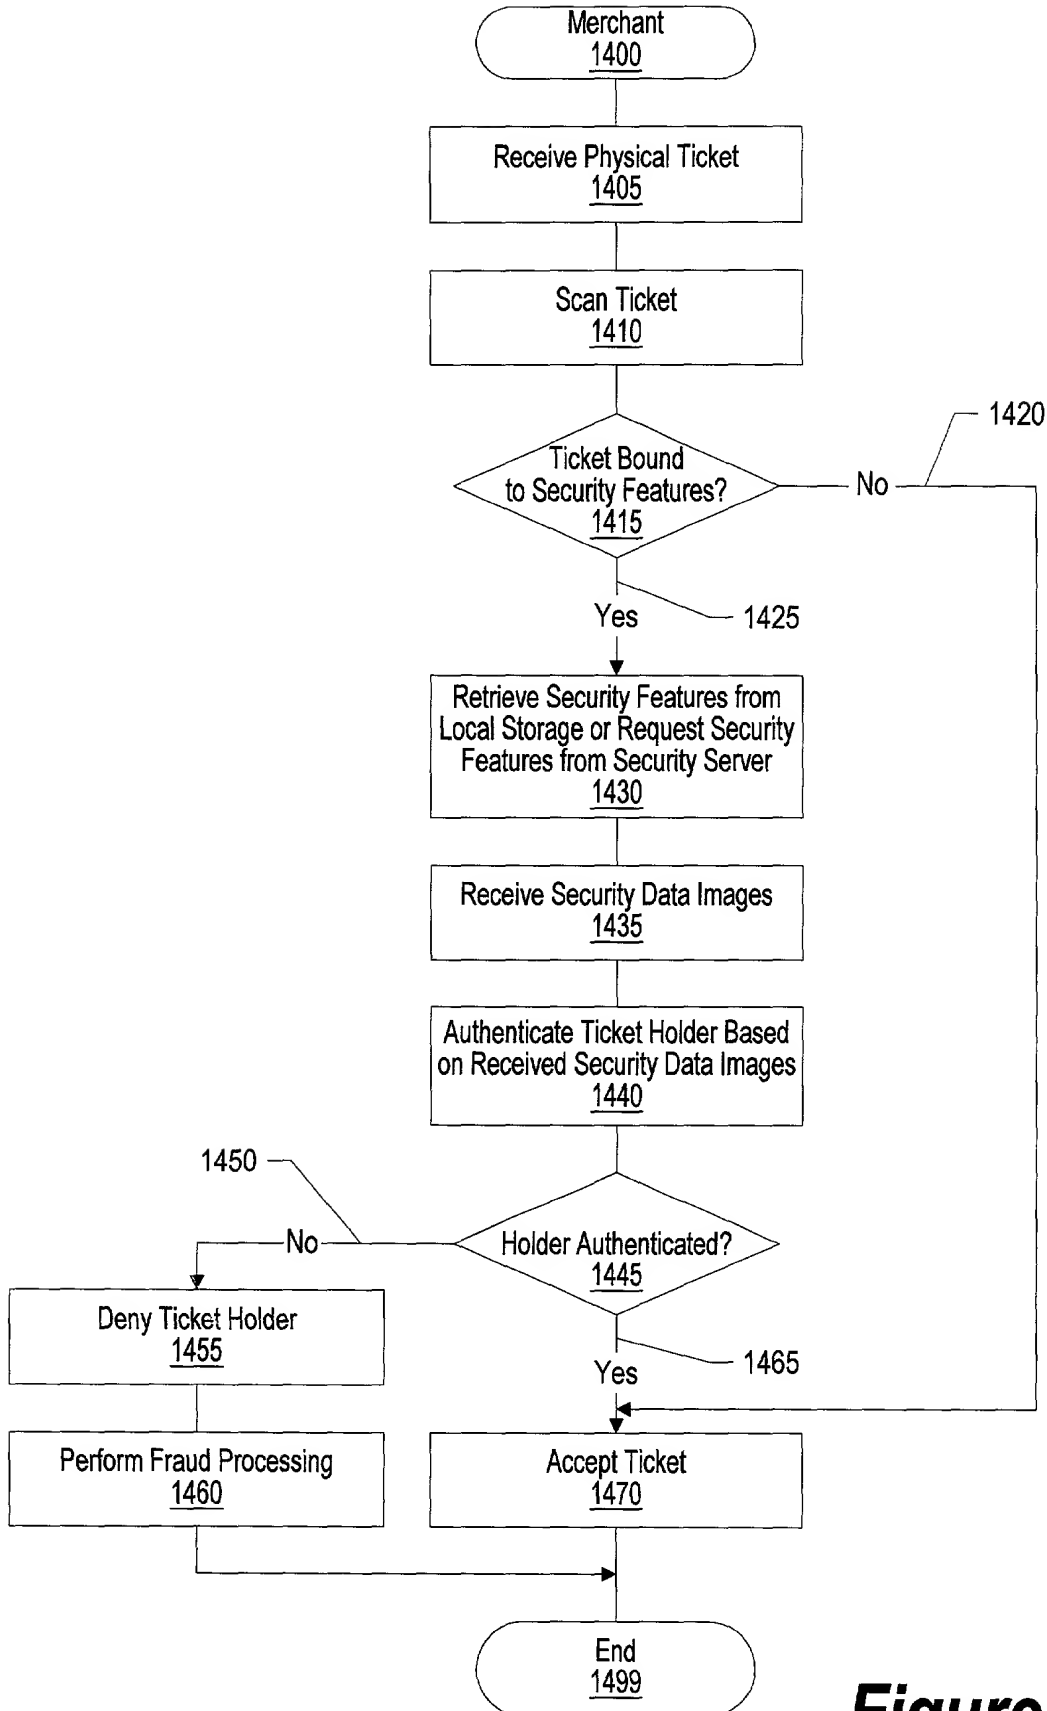 Merchant
1400
Receive Physical Ticket
1405
Scan Ticket
1410
1420
Ticket Bound
to Security Features?
1415
No
1425
Yes
Retrieve Security Features from
Local Storage or Request Security
Features from Security Server
1430
Receive Security Data Images
1435
Authenticate Ticket Holder Based
on Received Security Data Images
1440
1450
No
Holder Authenticated?
1445
Deny Ticket Holder
1455
1465
Yes
Perform Fraud Processing
1460
Accept Ticket
1470
End
1499
Figure